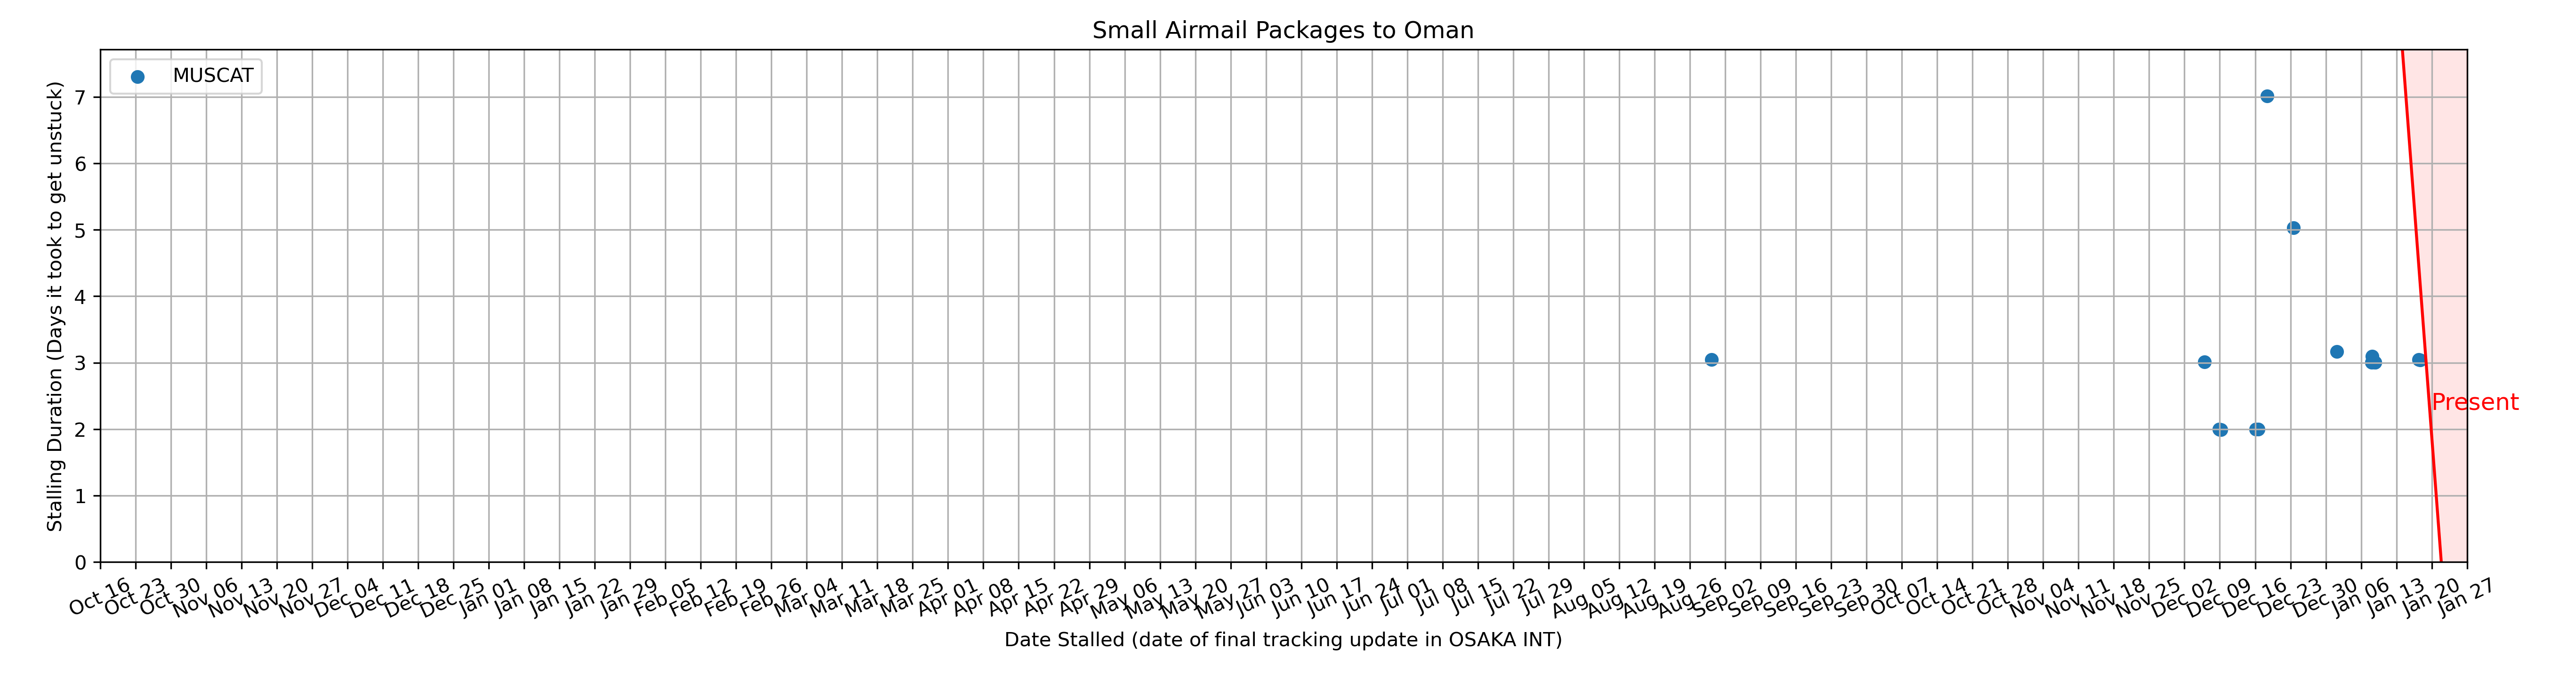 Small Airmail Packages to Oman
MUSCAT
Stalling Duration (Days it took to get unstuck)
7
6
5
4
3
2
1
0
Present
Oct 16
Oct 23
Oct 30
Nov 06
Nov 13
Nov 20
Nov 27
Dec 04
Dec 11
Dec 18
Dec 25
Jan 01
Jan 08
Jan 15
Jan 22
Jan 29
Feb 05
Feb 12
Feb 19
Feb 26
Mar 04
Mar 11
Mar 18
Mar 25
Apr 01
Apr 08
Apr 15
Apr 22
Apr 29
May 06
May 13
May 20
May 27
Jun 03
Jun 10
Jun 17
Jun 24
Jul 01
Jul 08
Jul 15
Jul 22
Jul 29
Aug 05
Aug 12
Aug 19
Aug 26
Sep 02
Sep 09
Sep 16
Sep 23
Sep 30
Oct 07
Oct 14
Oct 21
Oct 28
Nov 04
Nov 11
Nov 18
Nov 25
Dec 02
Dec 09
Dec 16
Dec 23
Dec 30
Jan 06
Jan 13
Jan 20
Jan 27
Date Stalled (date of final tracking update in OSAKA INT)